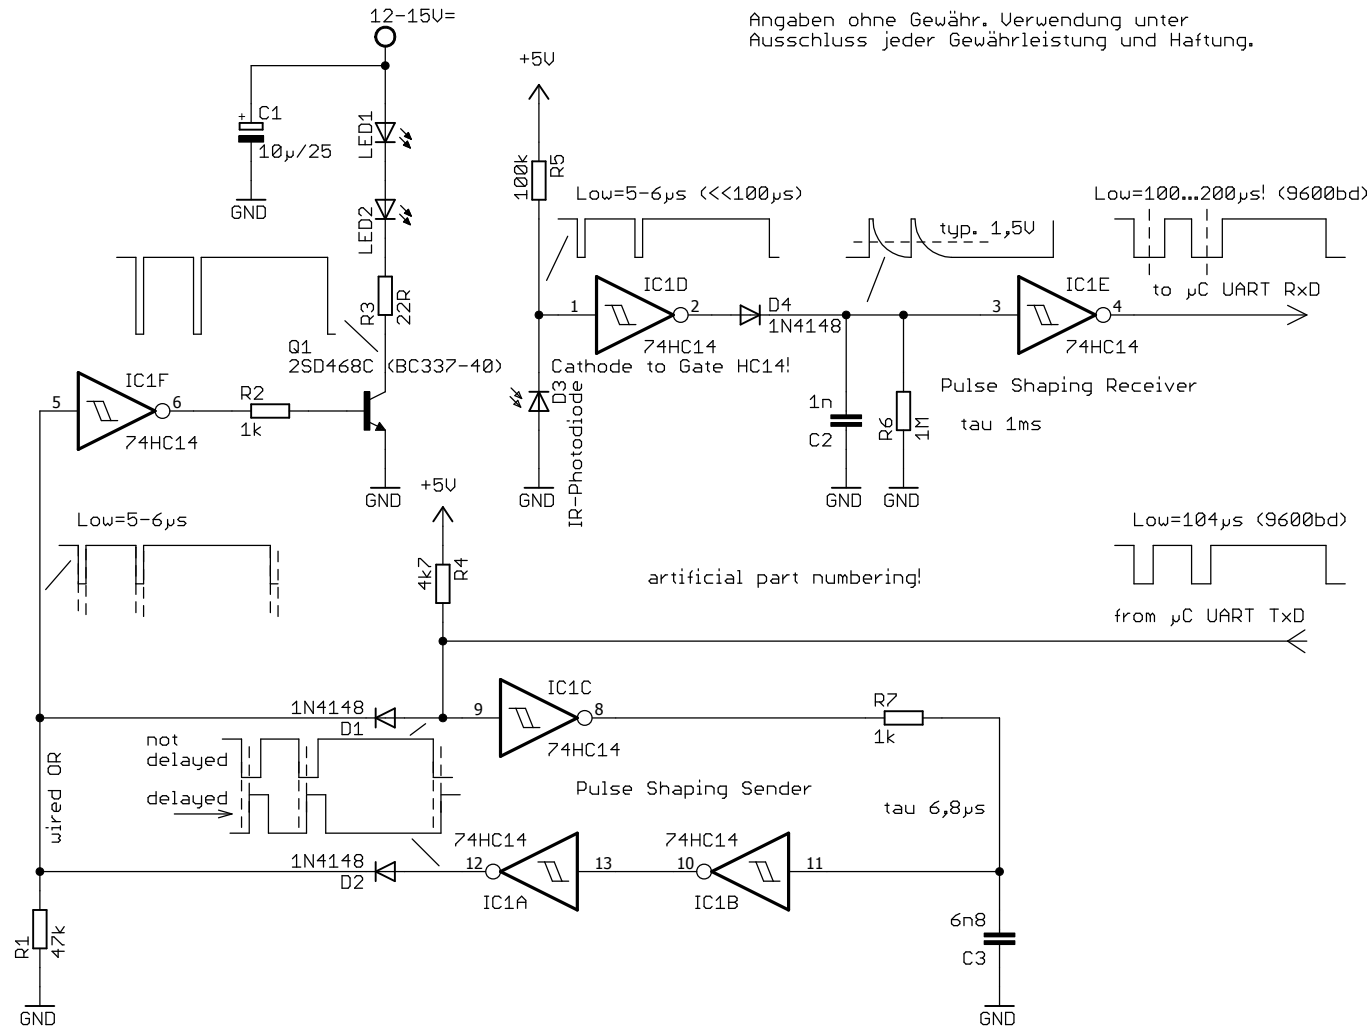 12-15V=
Angaben ohne Gewähr. Verwendung unter
Ausschluss jeder Gewährleistung und Haftung.
+5V
+
C1
10µ/25
GND
LED1
LED2
R3
22R
100k
R5
Low=5-6µs (<<100µs)
typ. 1,5V
Low=100...200µs! (9600bd)
to µC UART RxD
1
IC1D
2
74HC14
D4
1N4148
3
IC1E
4
74HC14
Q1
2SD468C (BC337-40)
Cathode to Gate HC14!
D3
IR-Photodiode
Pulse Shaping Receiver
tau 1ms
1n
C2
R6
1M
5
IC1F
6
74HC14
R2
1k
GND
GND
GND
GND
+5V
Low=5-6µs
4k7
R4
artificial part numbering!
Low=104µs (9600bd)
from µC UART TxD
1N4148
D1
9
IC1C
8
74HC14
R7
1k
not
delayed
delayed
wired OR
Pulse Shaping Sender
tau 6,8µs
1N4148
D2
74HC14
12
IC1A
13
74HC14
10
IC1B
11
R1
47k
6n8
C3
GND
GND